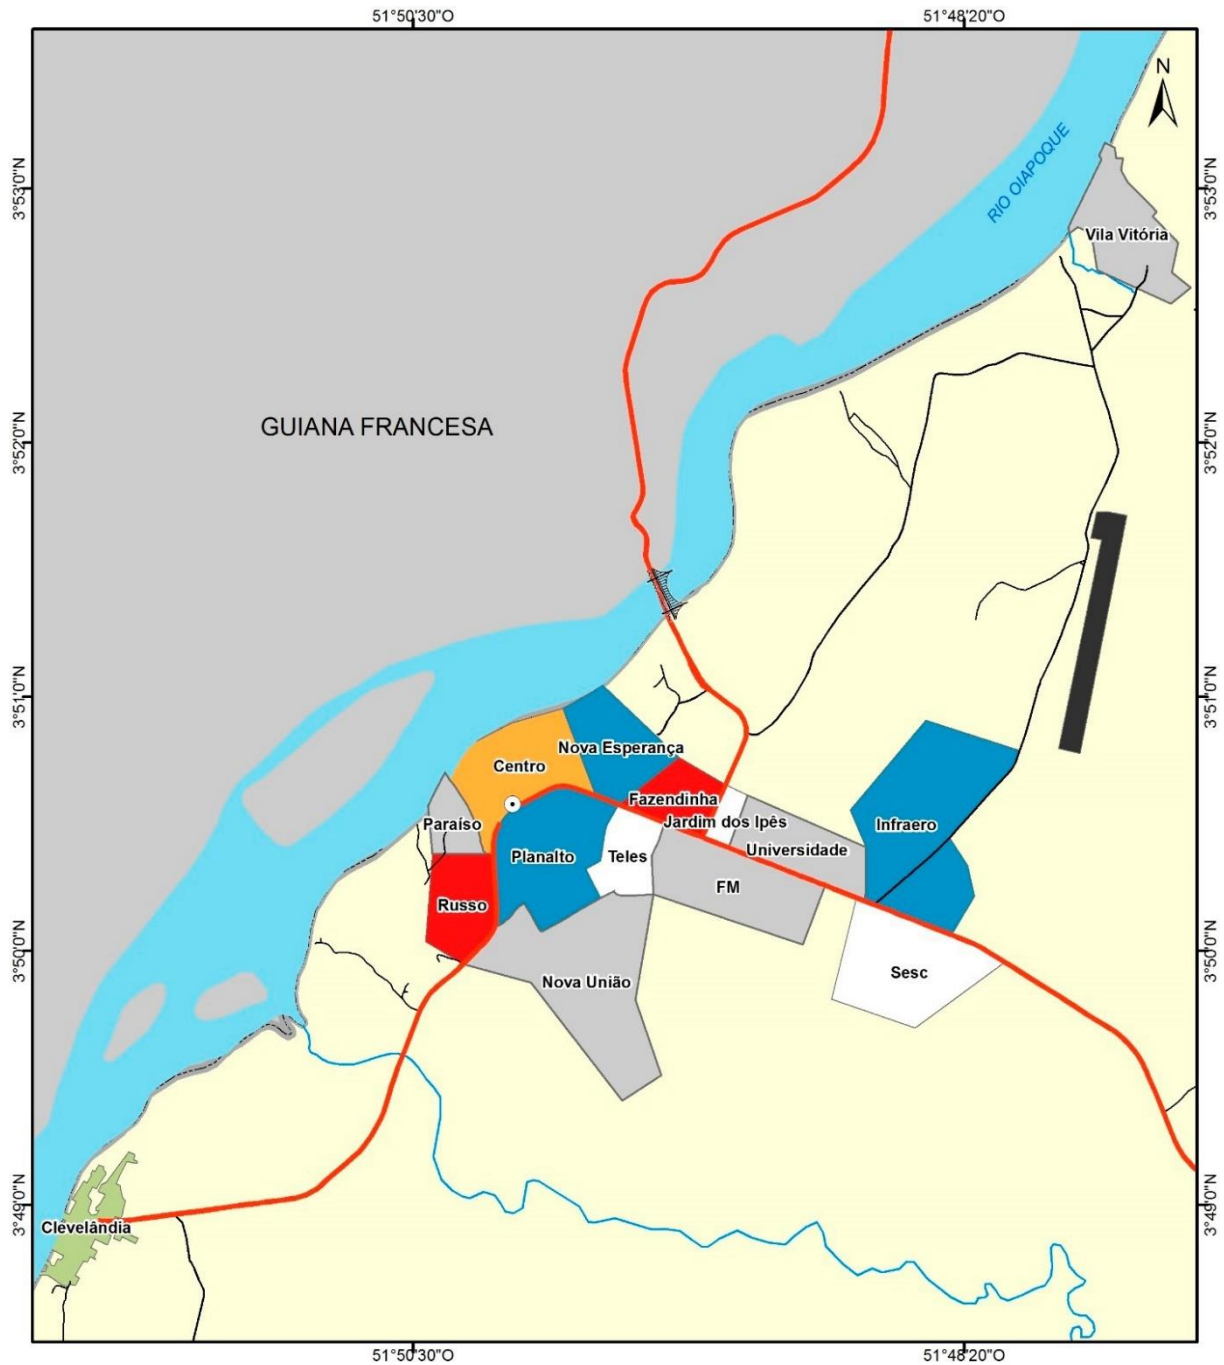 51°50'30"O
51°48'20"O
N
3°53'0"N
3°53'0"N
RIO OIAPOQUE
Vila Vitória
GUIANA FRANCESA
3°52'0"N
3°52'0"N
3°51'0"N
3°51'0"N
Nova Esperança
Centro
Fazendinha
Jardim dos Ipês
Paraíso
Infraero
Universidade
Planalto
Teles
FM
Russo
3°50'0"N
3°50'0"N
Sesc
Nova União
3°49'0"N
3°49'0"N
Clevelândia
51°50'30"O
51°48'20"O